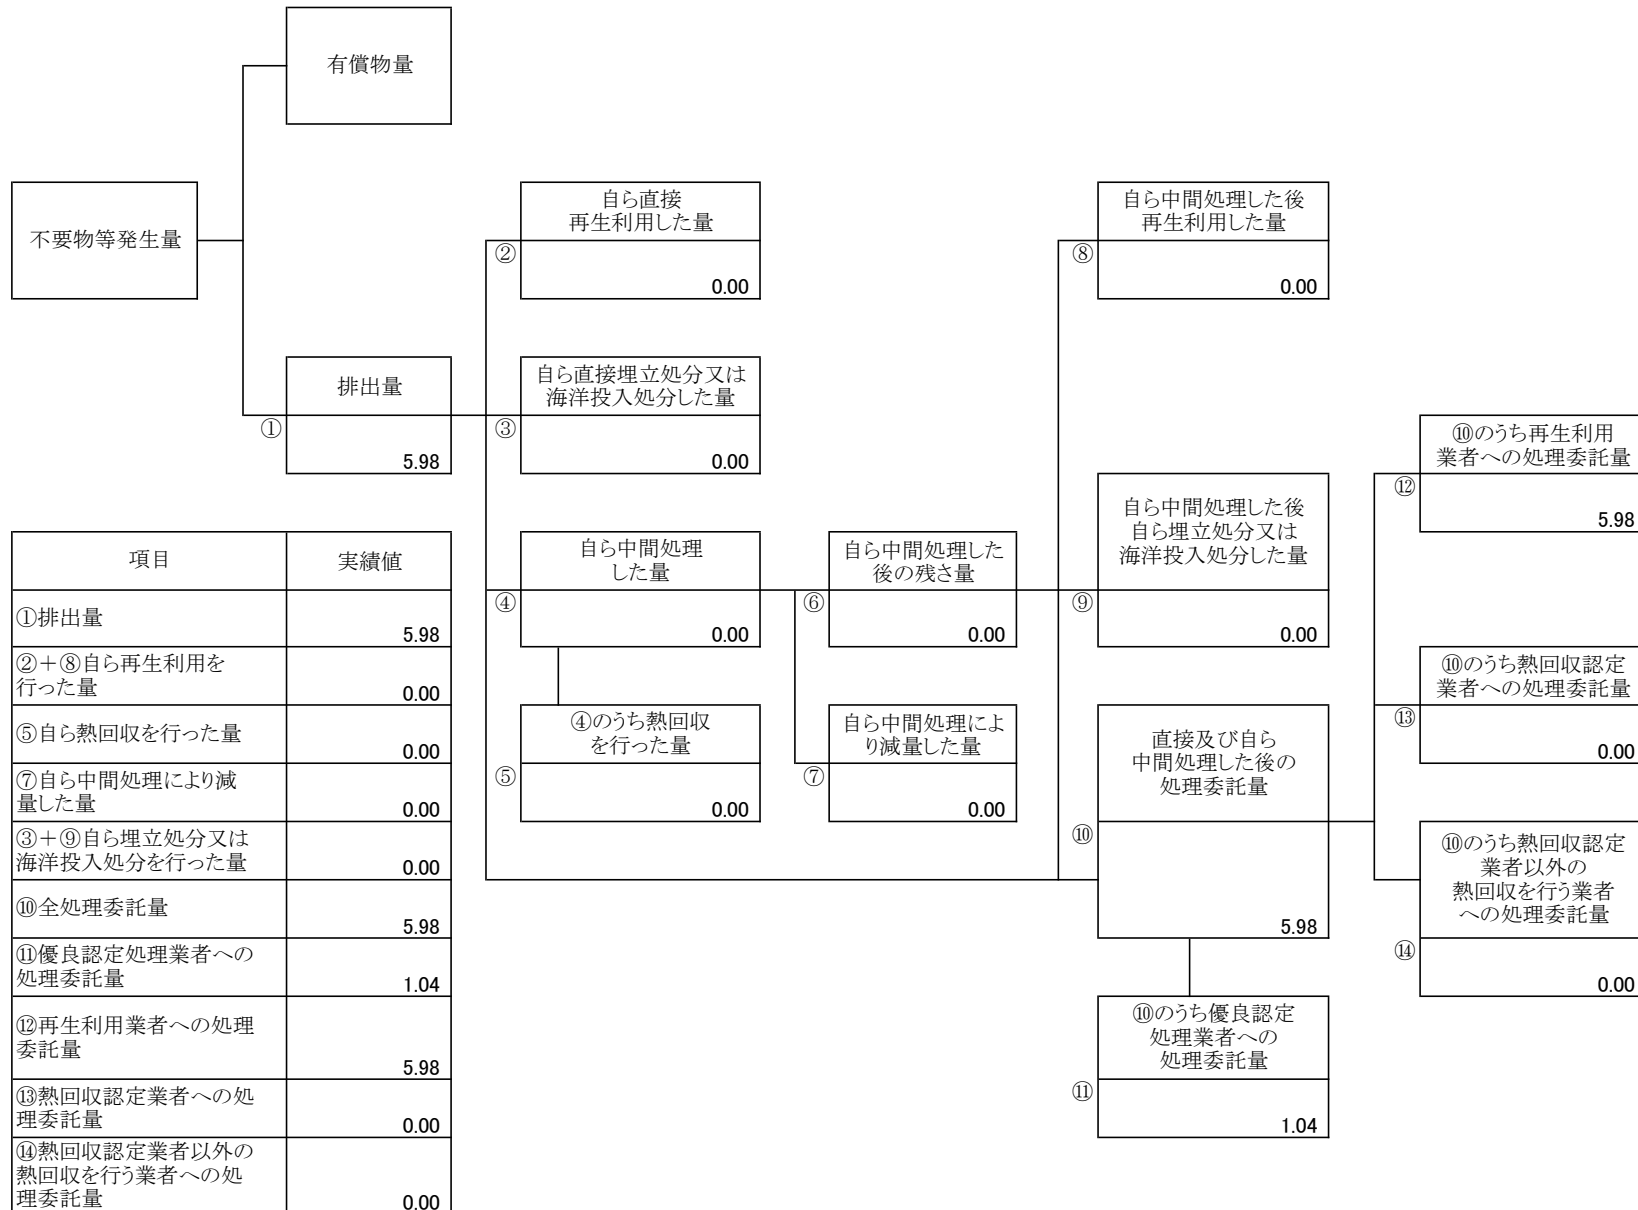 有償物量
不要物等発生量
自ら直接
再生利用した量
②
0.00
自ら中間処理した後
再生利用した量
⑧
0.00
排出量
①
5.98
自ら直接埋立処分又は
海洋投入処分した量
③
0.00
⑩のうち再生利用
業者への処理委託量
⑫
5.98
自ら中間処理
した量
④
0.00
自ら中間処理した
後の残さ量
⑥
0.00
自ら中間処理した後
自ら埋立処分又は
海洋投入処分した量
⑨
0.00
⑩のうち熱回収認定
業者への処理委託量
⑬
0.00
④のうち熱回収
を行った量
⑤
0.00
自ら中間処理によ
り減量した量
⑦
0.00
直接及び自ら
中間処理した後の
処理委託量
⑩
5.98
⑩のうち熱回収認定
業者以外の
熱回収を行う業者
への処理委託量
⑭
0.00
⑩のうち優良認定
処理業者への
処理委託量
⑪
1.04
項目 実績値
①排出量
5.98
②＋⑧自ら再生利用を
行った量
0.00
⑤自ら熱回収を行った量
0.00
⑦自ら中間処理により減
量した量
0.00
③＋⑨自ら埋立処分又は
海洋投入処分を行った量
0.00
⑩全処理委託量
5.98
⑪優良認定処理業者への
処理委託量
1.04
⑫再生利用業者への処理
委託量
5.98
⑬熱回収認定業者への処
理委託量
0.00
⑭熱回収認定業者以外の
熱回収を行う業者への処
理委託量
0.00